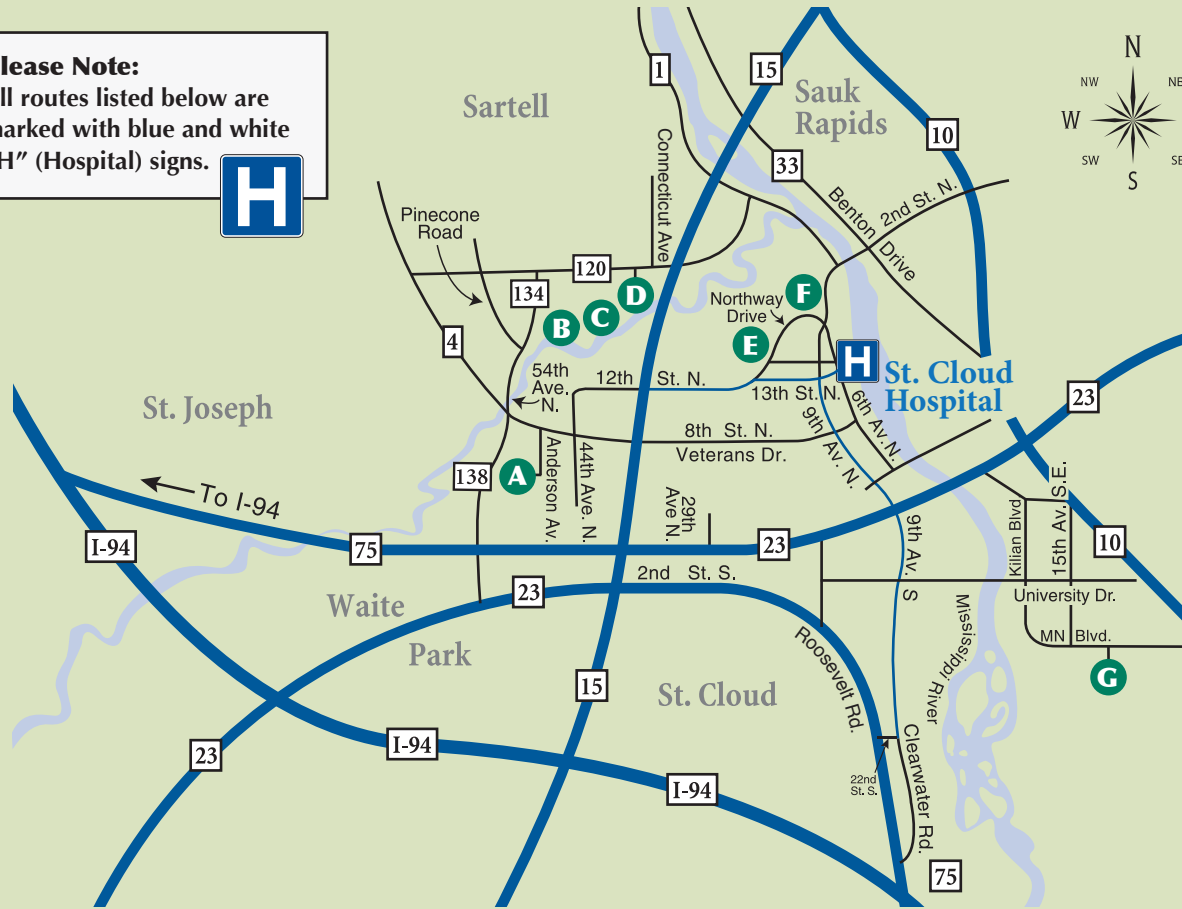 lease Note:
ll routes listed below are
arked with blue and white
H" (Hospital) signs.
H
N
NW
NE
W
SW
SE
S
Sartell
Sauk
Rapids
1
15
10
33
Connecticut Ave
Benton Drive
2nd St. N.
Pinecone
Road
120
134
D
C
B
4
Northway
Drive
F
E
H
St. Cloud
Hospital
54th
Ave.
N.
12th St. N.
13th St. N.
9th Av. N.
6th Av. N.
23
St. Joseph
8th St. N.
Veterans Dr.
138
A
Anderson Av.
44th Ave. N.
29th
Ave N.
To I-94
I-94
75
23
9th Av. S
Kilian Blvd
15th Av. S.E.
10
2nd St. S.
23
University Dr.
Waite
Park
MN Blvd.
G
Mississippi River
Roosevelt Rd.
15
St. Cloud
23
I-94
I-94
22nd
St. S.
Clearwater Rd.
75